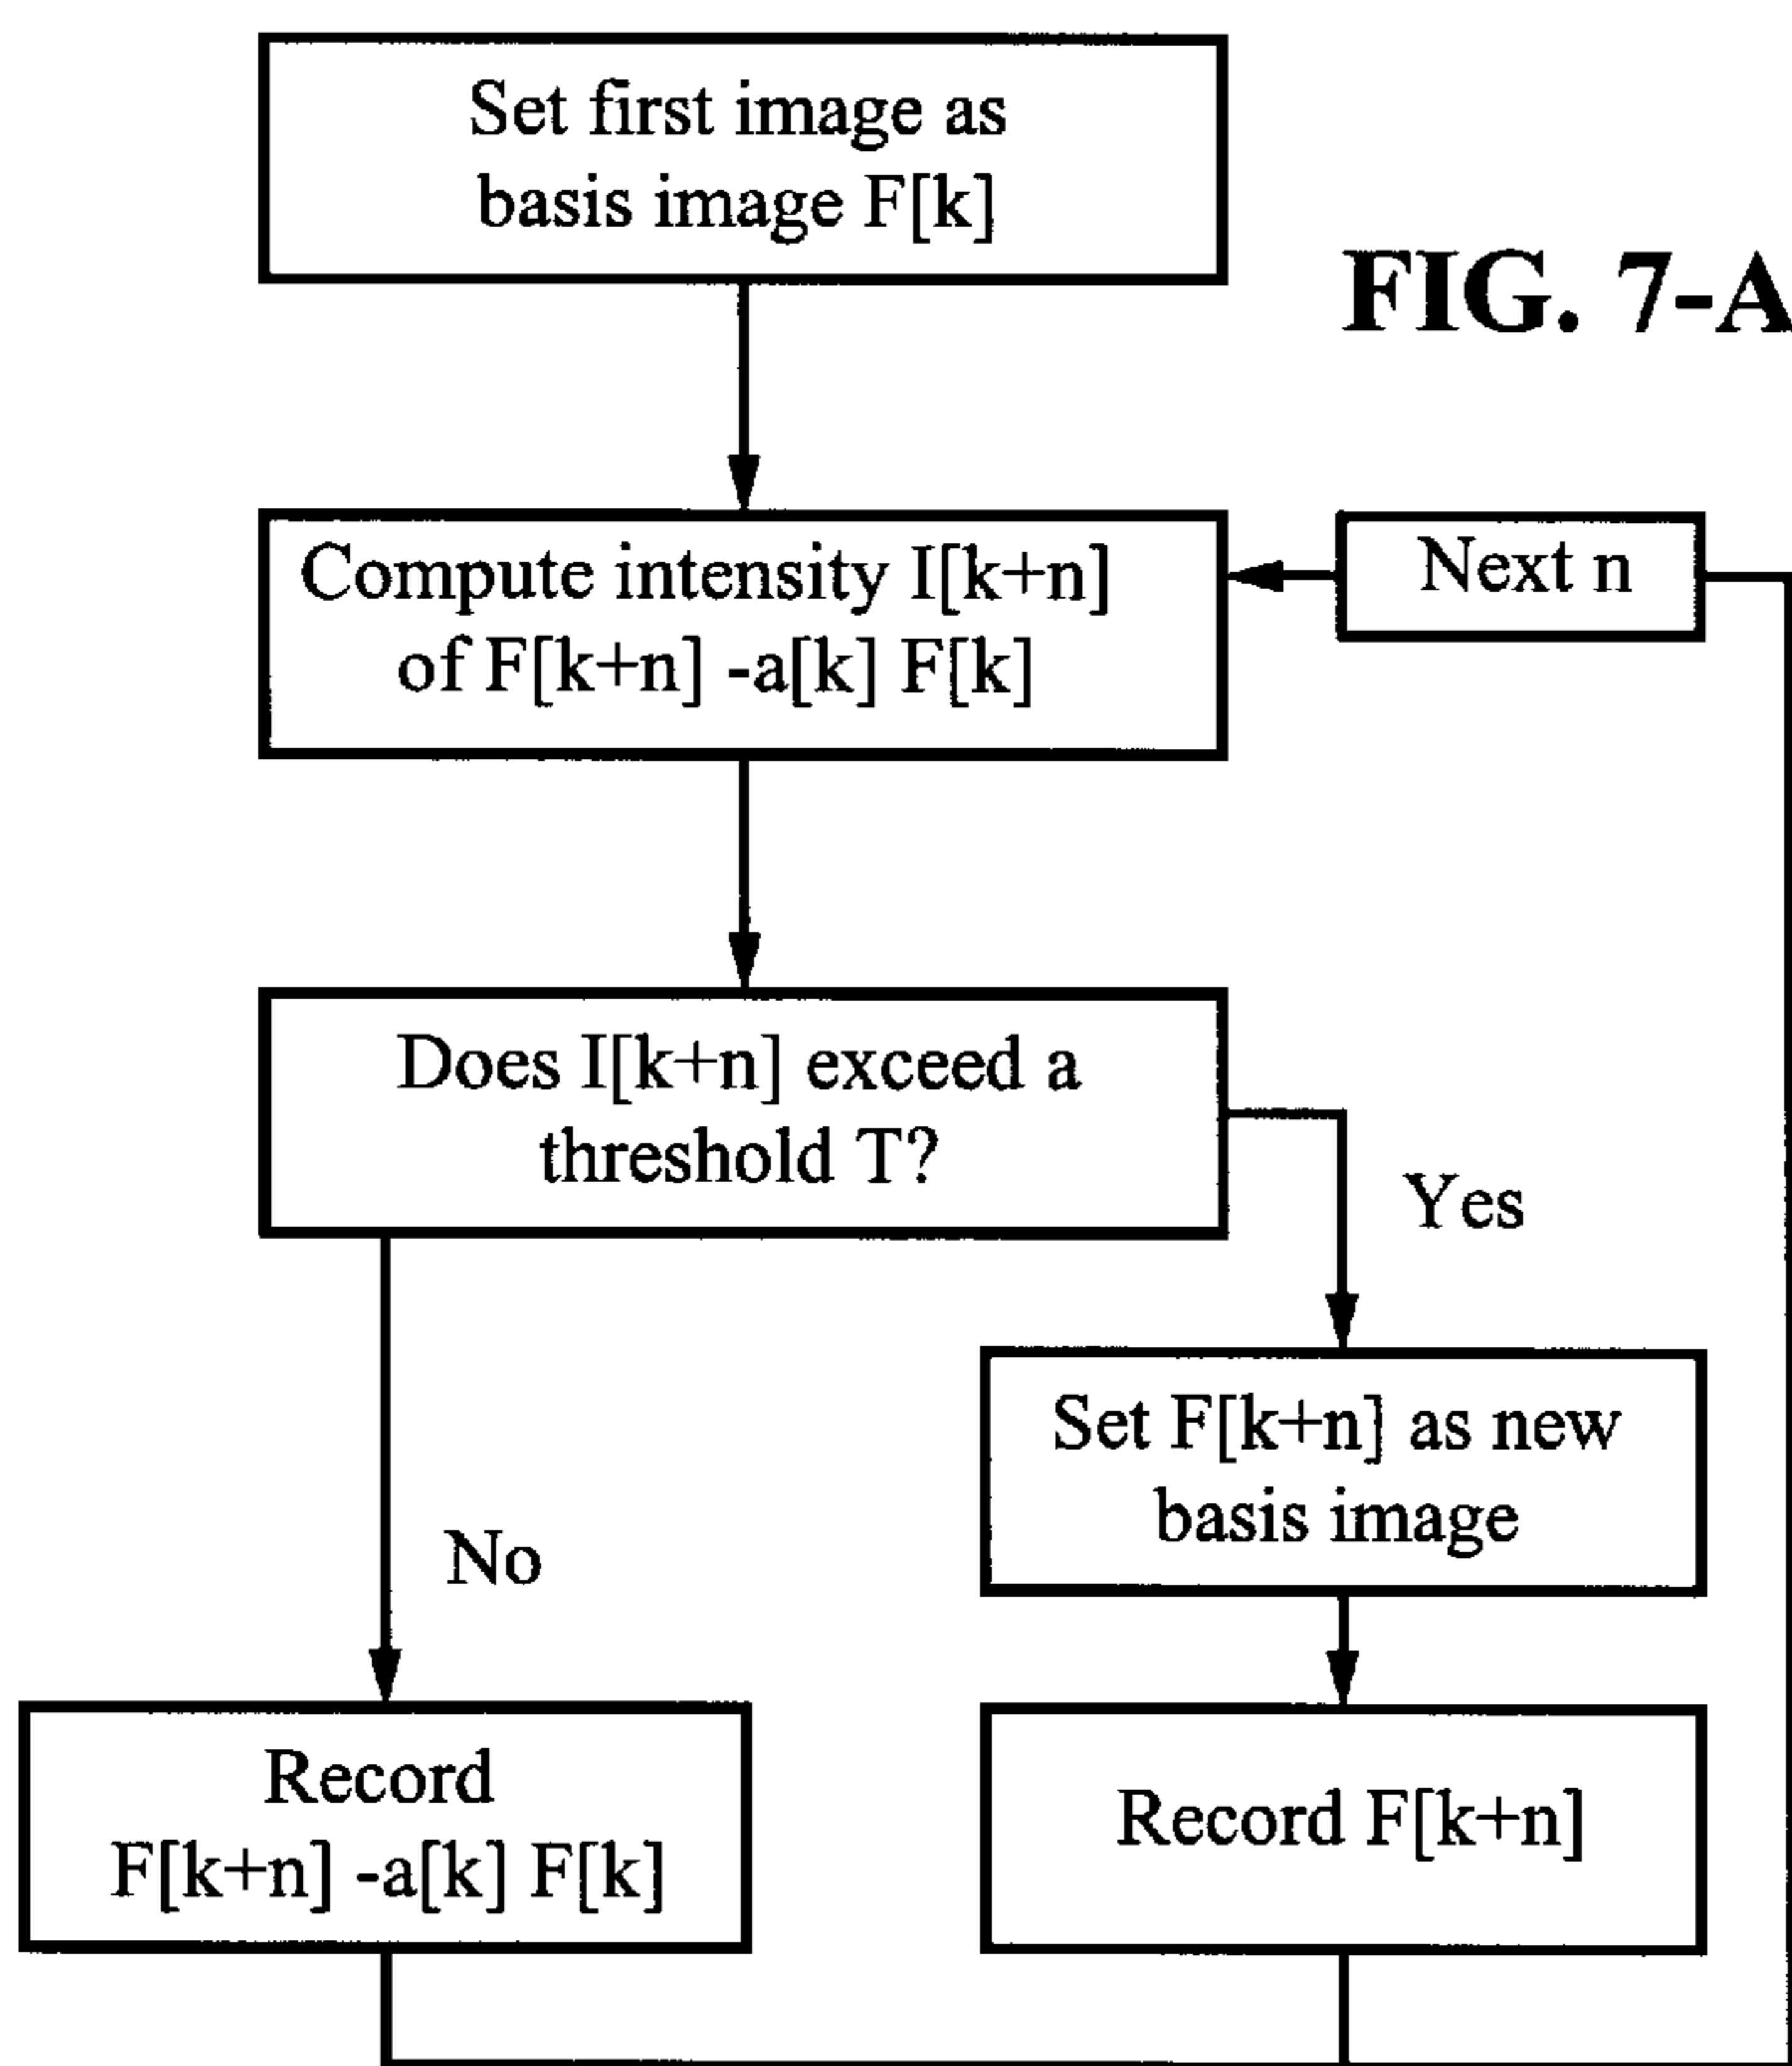 Set first image as
basis image F[k]
FIG. 7-A
Compute intensity I[k+n]
of F[k+n] -a[k] F[k]
Next n
Does I[k+n] exceed a
threshold T?
Yes
Set F[k+n] as new
basis image
No
Record
F[k+n] -a[k] F[k]
Record F[k+n]